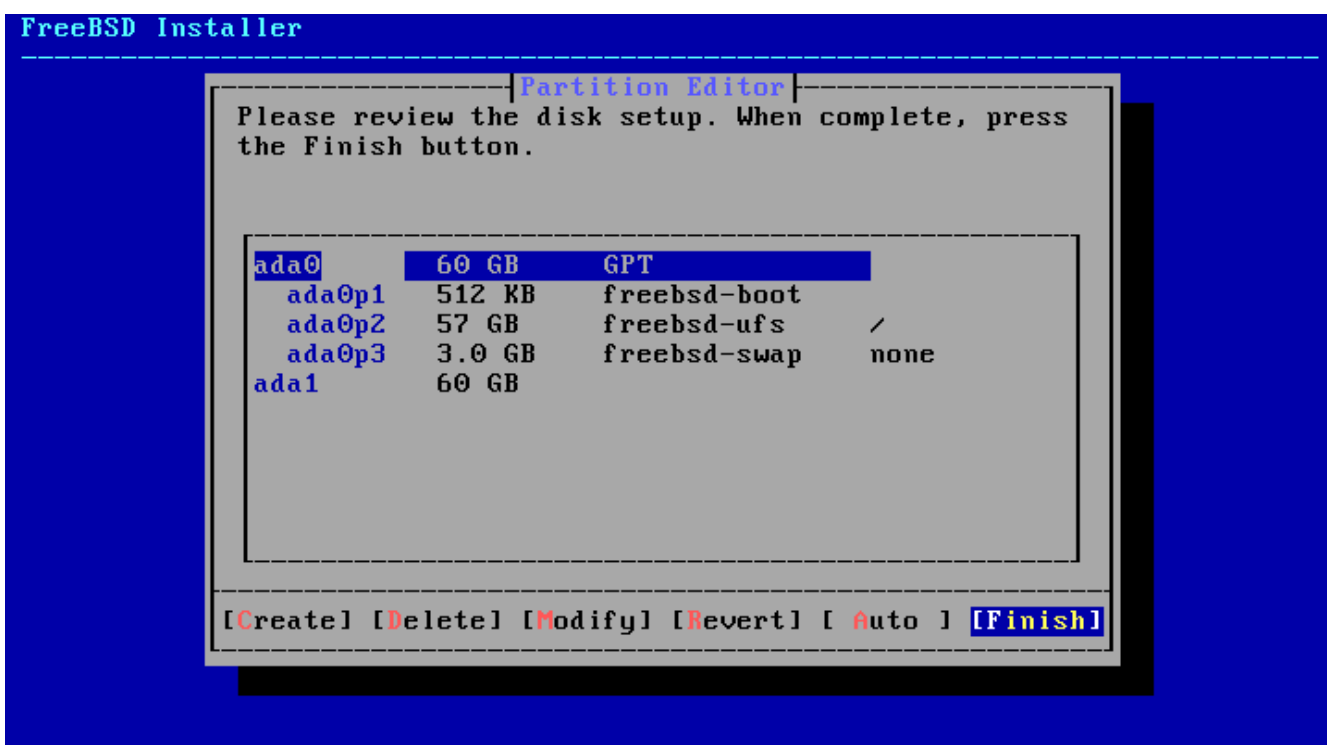 FreeBSD Installer
Partition Editor
Please review the disk setup. When complete, press
the Finish button.
ada0 60 GB GPT
ada0p1 512 KB freebsd-boot
ada0p2 57 GB freebsd-ufs /
ada0p3 3.0 GB freebsd-swap none
ada1 60 GB
[Create] [Delete] [Modify] [Revert] [ Auto ] [Finish]